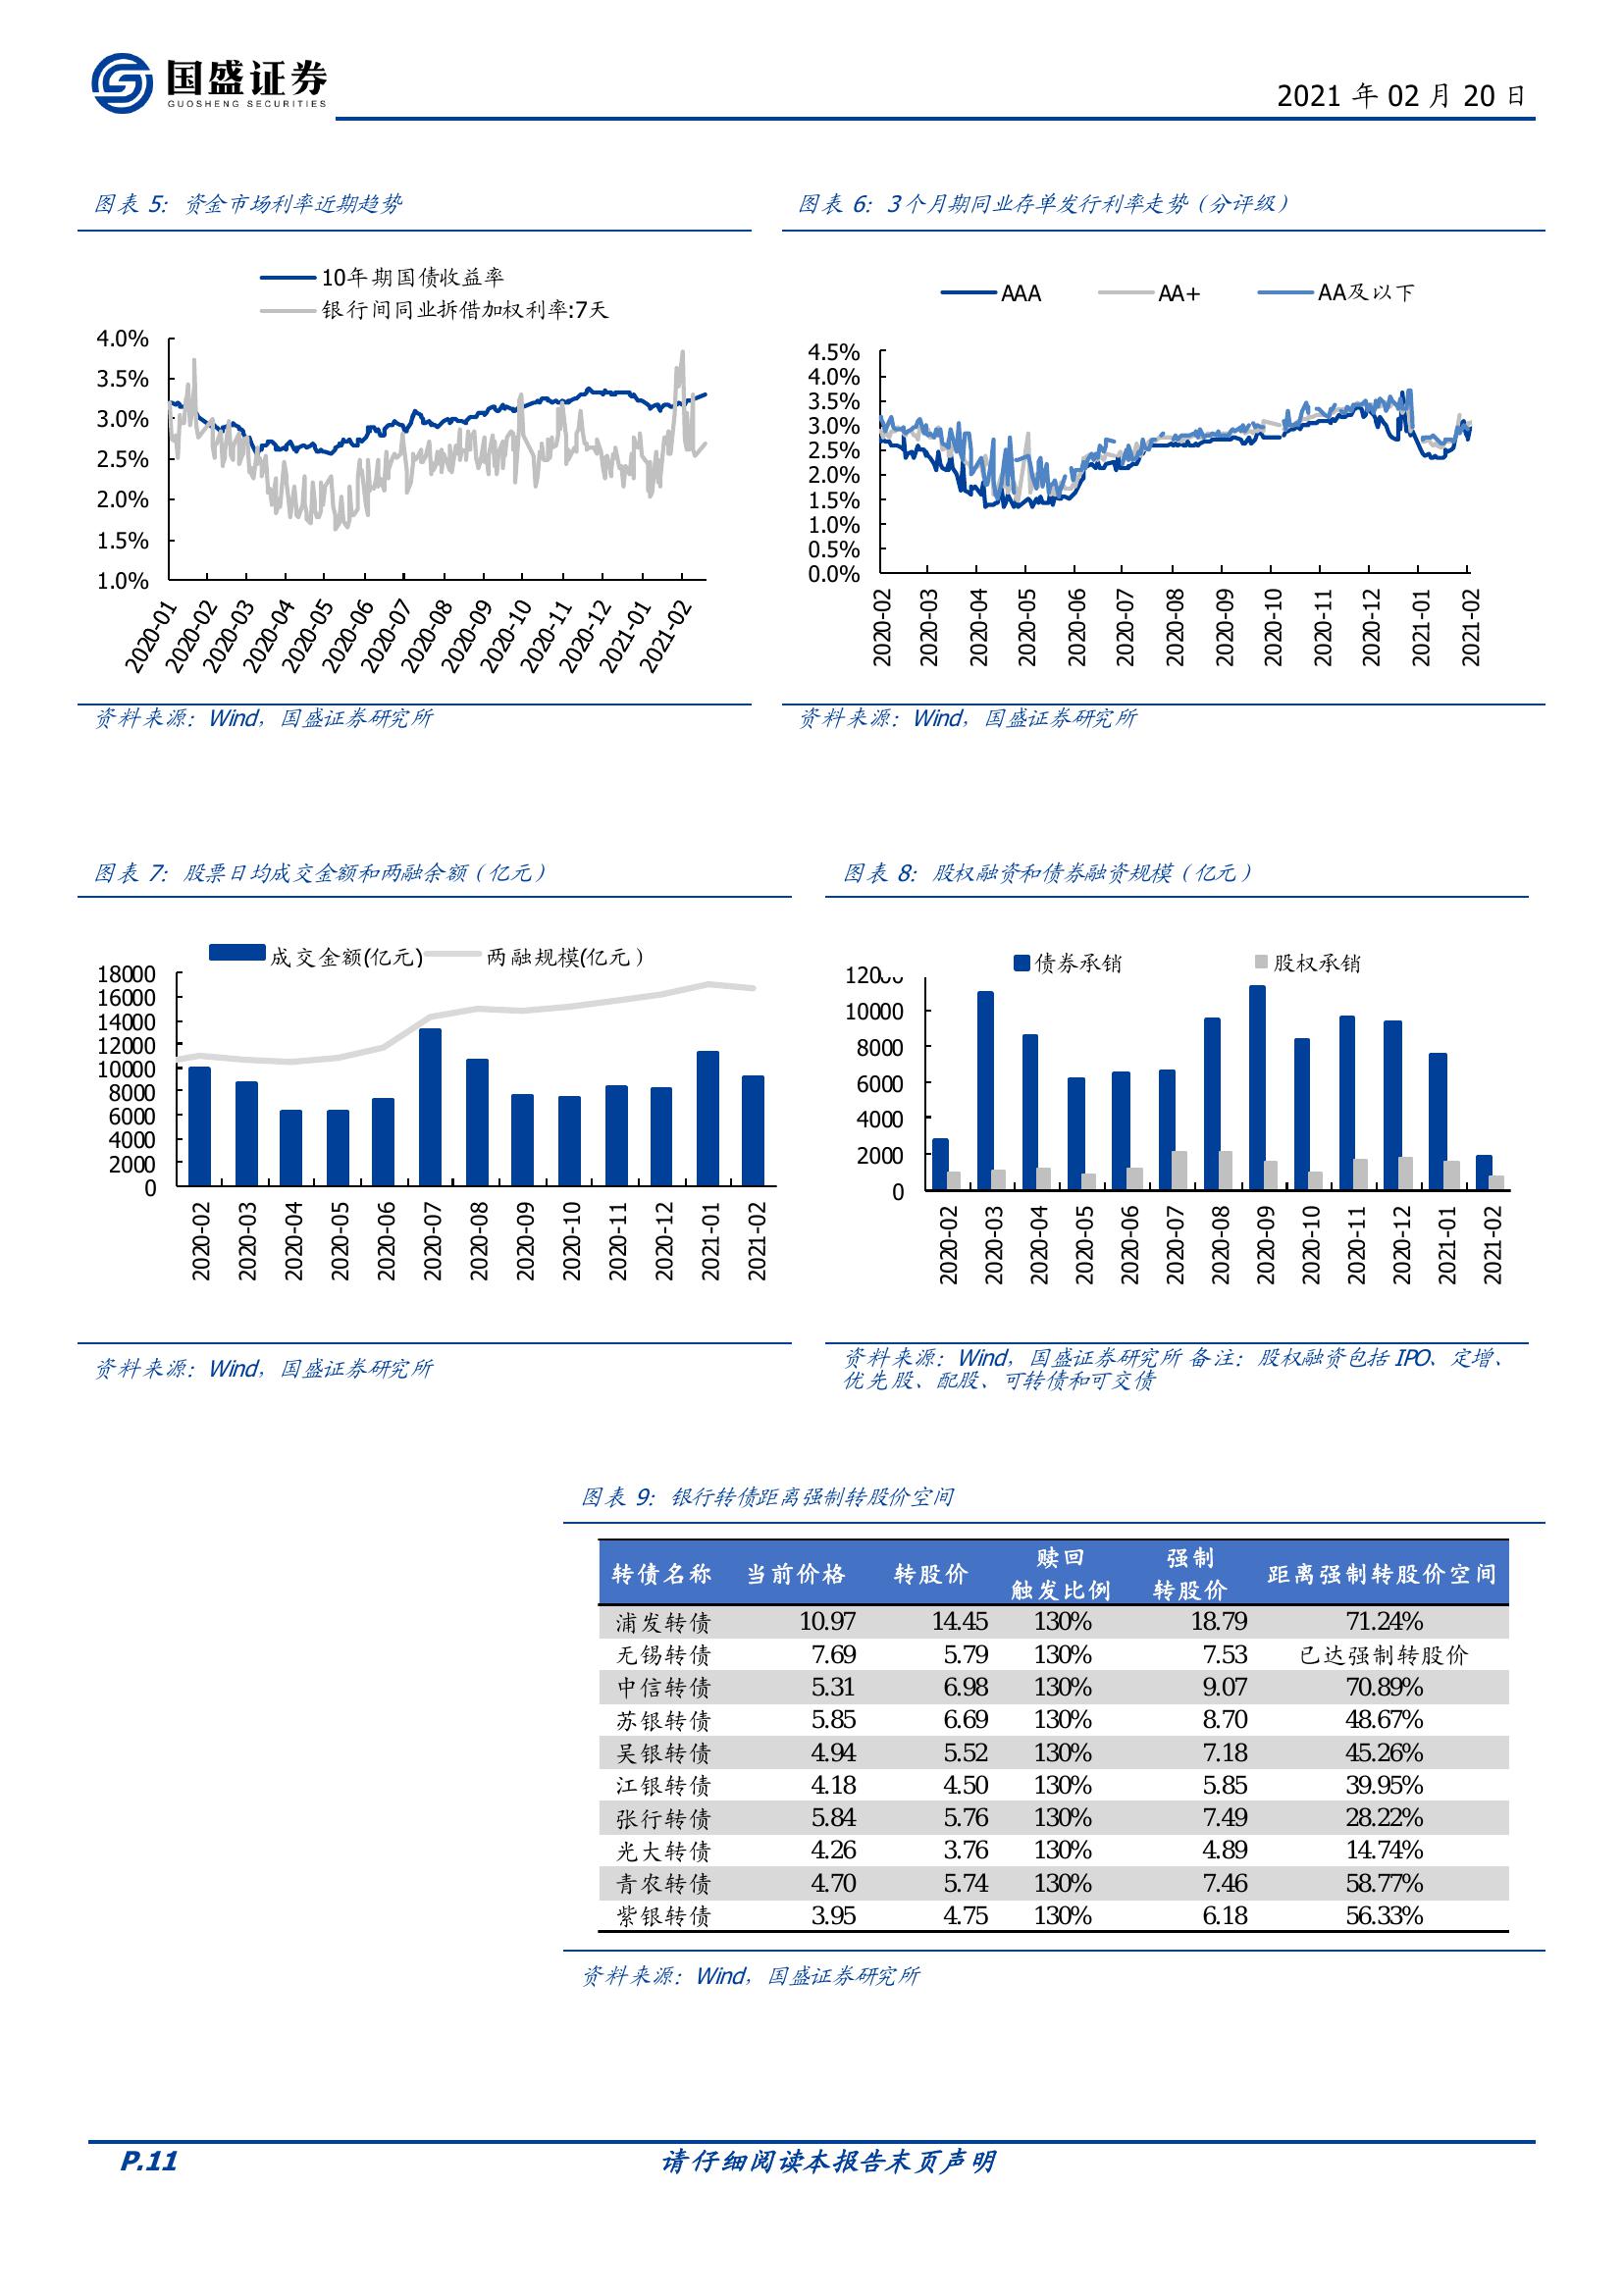 国盛证券
GUOSHENG SECURITIES
2021 年 02 月 20 日
图表 5：资金市场利率近期趋势
10年期国债收益率
银行间同业拆借加权利率:7天
4.0%
3.5%
3.0%
2.5%
2.0%
1.5%
1.0%
2020-01 2020-02 2020-03 2020-04 2020-05 2020-06 2020-07 2020-08 2020-09 2020-10 2020-11 2020-12 2021-01 2021-02
资料来源：Wind，国盛证券研究所
图表 6：3 个月期同业存单发行利率走势（分评级）
AAA AA+ AA及以下
4.5%
4.0%
3.5%
3.0%
2.5%
2.0%
1.5%
1.0%
0.5%
0.0%
2020-02 2020-03 2020-04 2020-05 2020-06 2020-07 2020-08 2020-09 2020-10 2020-11 2020-12 2021-01 2021-02
资料来源：Wind，国盛证券研究所
图表 7：股票日均成交金额和两融余额（亿元）
成交金额(亿元) 两融规模(亿元）
18000
16000
14000
12000
10000
8000
6000
4000
2000
0
2020-02 2020-03 2020-04 2020-05 2020-06 2020-07 2020-08 2020-09 2020-10 2020-11 2020-12 2021-01 2021-02
资料来源：Wind，国盛证券研究所
图表 8：股权融资和债券融资规模（亿元）
债券承销 股权承销
12000
10000
8000
6000
4000
2000
0
2020-02 2020-03 2020-04 2020-05 2020-06 2020-07 2020-08 2020-09 2020-10 2020-11 2020-12 2021-01 2021-02
资料来源：Wind，国盛证券研究所 备注：股权融资包括 IPO、定增、
优先股、配股、可转债和可交债
图表 9：银行转债距离强制转股价空间
转债名称 当前价格 转股价 赎回触发比例 强制转股价 距离强制转股价空间
浦发转债 10.97 14.45 130% 18.79 71.24%
无锡转债 7.69 5.79 130% 7.53 已达强制转股价
中信转债 5.31 6.98 130% 9.07 70.89%
苏银转债 5.85 6.69 130% 8.70 48.67%
吴银转债 4.94 5.52 130% 7.18 45.26%
江银转债 4.18 4.50 130% 5.85 39.95%
张行转债 5.84 5.76 130% 7.49 28.22%
光大转债 4.26 3.76 130% 4.89 14.74%
青农转债 4.70 5.74 130% 7.46 58.77%
紫银转债 3.95 4.75 130% 6.18 56.33%
资料来源：Wind，国盛证券研究所
P.11 请仔细阅读本报告末页声明